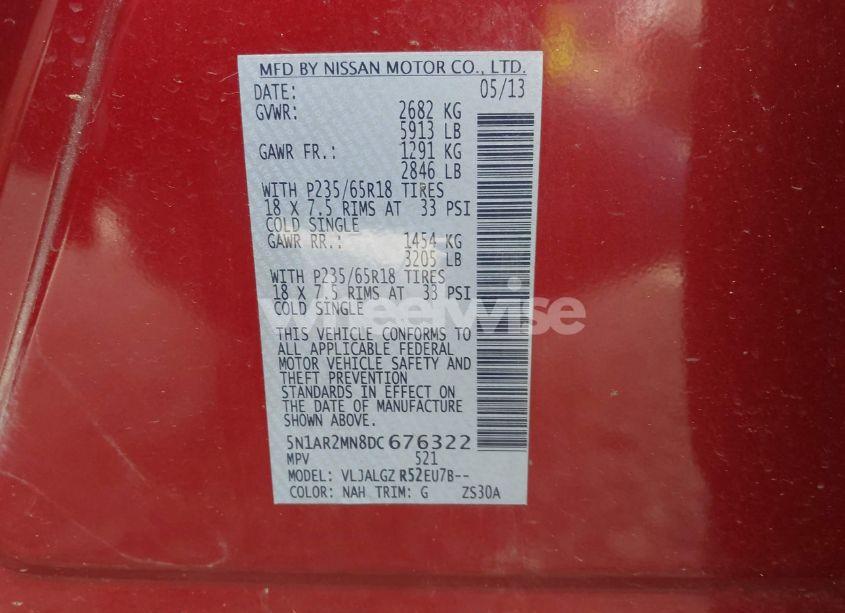 MFD BY NISSAN MOTOR CO., LTD.
DATE: 05/13
GVWR: 2682 KG
5913 LB
GAWR FR.: 1291 KG
2846 LB
WITH P235/65R18 TIRES
18 X 7.5 RIMS AT 33 PSI
COLD SINGLE
GAWR RR.: 1454 KG
3205 LB
WITH P235/65R18 TIRES
18 X 7.5 RIMS AT 33 PSI
COLD SINGLE
wheelwise
THIS VEHICLE CONFORMS TO
ALL APPLICABLE FEDERAL
MOTOR VEHICLE SAFETY AND
THEFT PREVENTION
STANDARDS IN EFFECT ON
THE DATE OF MANUFACTURE
SHOWN ABOVE.
5N1AR2MN8DC676322
MPV 521
MODEL: VLJALGZ R52EU7B--
COLOR: NAH TRIM: G ZS30A